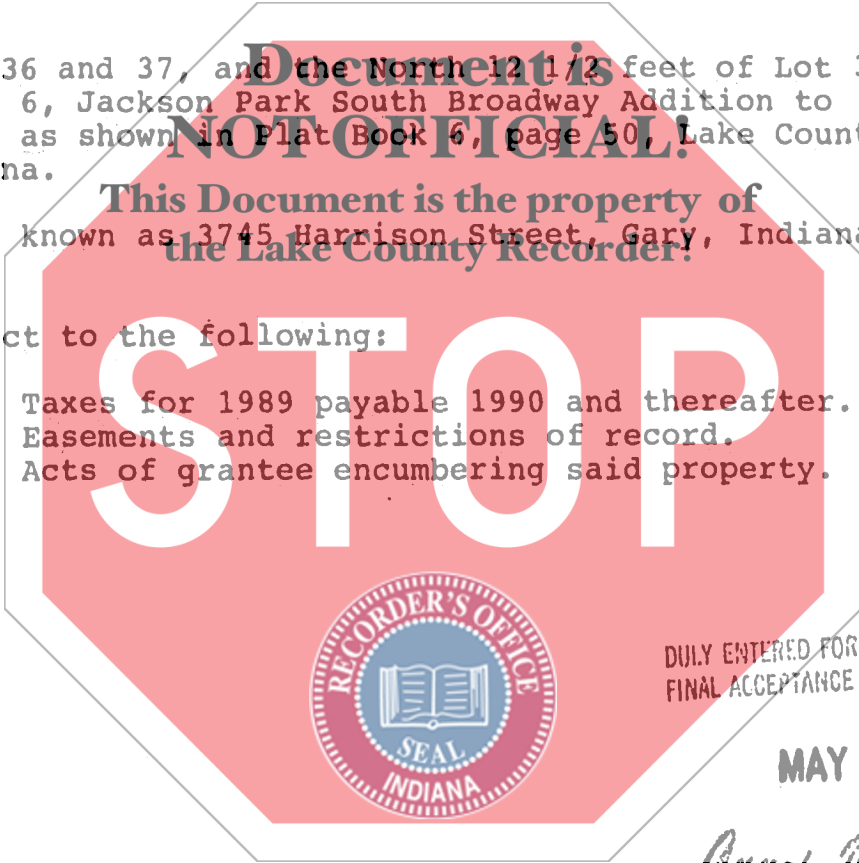 36 and 37, and the North 12 1/2 feet of Lot 3
6, Jackson Park South Broadway Addition to
as shown in Plat Book 6, page 50, Lake Count
na.
known as 3745 Harrison Street, Gary, Indiana
ct to the following:
Taxes for 1989 payable 1990 and thereafter.
Easements and restrictions of record.
Acts of grantee encumbering said property.
Document is
NOT OFFICIAL!
This Document is the property of
the Lake County Recorder!
STOP
RECORDER'S OFFICE
SEAL
INDIANA
DULY ENTERED FOR
FINAL ACCEPTANCE
MAY